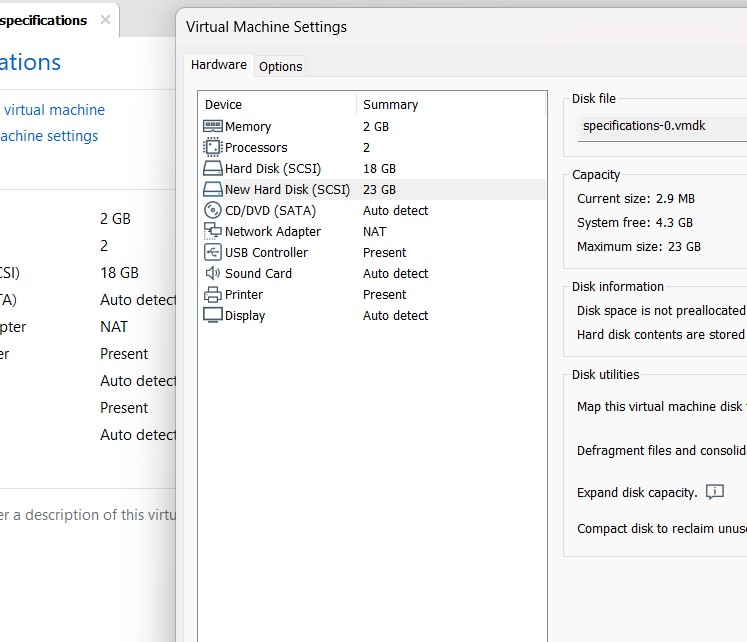 specifications
ations
virtual machine
achine settings
2 GB
2
CSI) 18 GB
TA) Auto detect
pter NAT
er Present
Auto detect
Present
Auto detect
er a description of this virtu
Virtual Machine Settings
Hardware Options
Device Summary
Memory 2 GB
Processors 2
Hard Disk (SCSI) 18 GB
New Hard Disk (SCSI) 23 GB
CD/DVD (SATA) Auto detect
Network Adapter NAT
USB Controller Present
Sound Card Auto detect
Printer Present
Display Auto detect
Disk file
specifications-0.vmdk
Capacity
Current size: 2.9 MB
System free: 4.3 GB
Maximum size: 23 GB
Disk information
Disk space is not preallocated
Hard disk contents are stored
Disk utilities
Map this virtual machine disk
Defragment files and consolida
Expand disk capacity.
Compact disk to reclaim unus